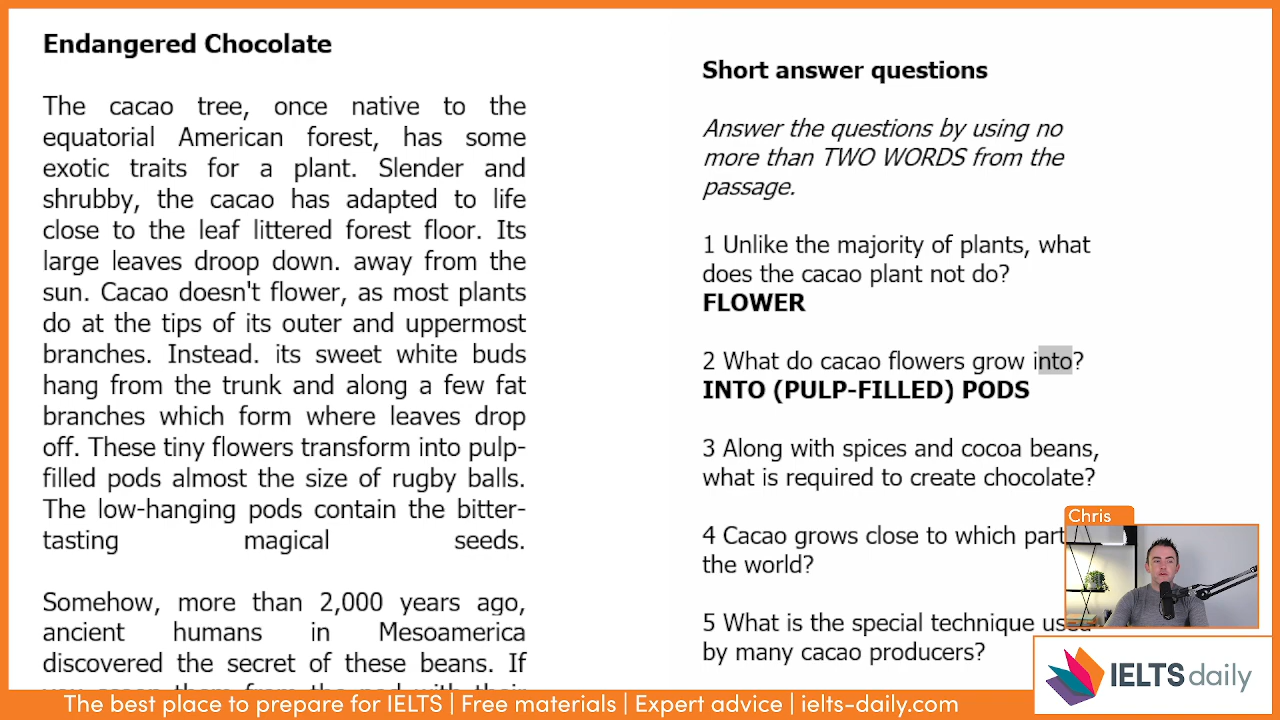 Endangered Chocolate
The cacao tree, once native to the
equatorial American forest, has some
exotic traits for a plant. Slender and
shrubby, the cacao has adapted to life
close to the leaf littered forest floor. Its
large leaves droop down. away from the
sun. Cacao doesn't flower, as most plants
do at the tips of its outer and uppermost
branches. Instead. its sweet white buds
hang from the trunk and along a few fat
branches which form where leaves drop
off. These tiny flowers transform into pulp-
filled pods almost the size of rugby balls.
The low-hanging pods contain the bitter-
tasting magical seeds.
Somehow, more than 2,000 years ago,
ancient humans in Mesoamerica
discovered the secret of these beans. If
Short answer questions
Answer the questions by using no
more than TWO WORDS from the
passage.
1 Unlike the majority of plants, what
does the cacao plant not do?
FLOWER
2 What do cacao flowers grow into?
INTO (PULP-FILLED) PODS
3 Along with spices and cocoa beans,
what is required to create chocolate?
4 Cacao grows close to which part
the world?
5 What is the special technique used
by many cacao producers?
Chris
IELTS daily
The best place to prepare for IELTS | Free materials | Expert advice | ielts-daily.com